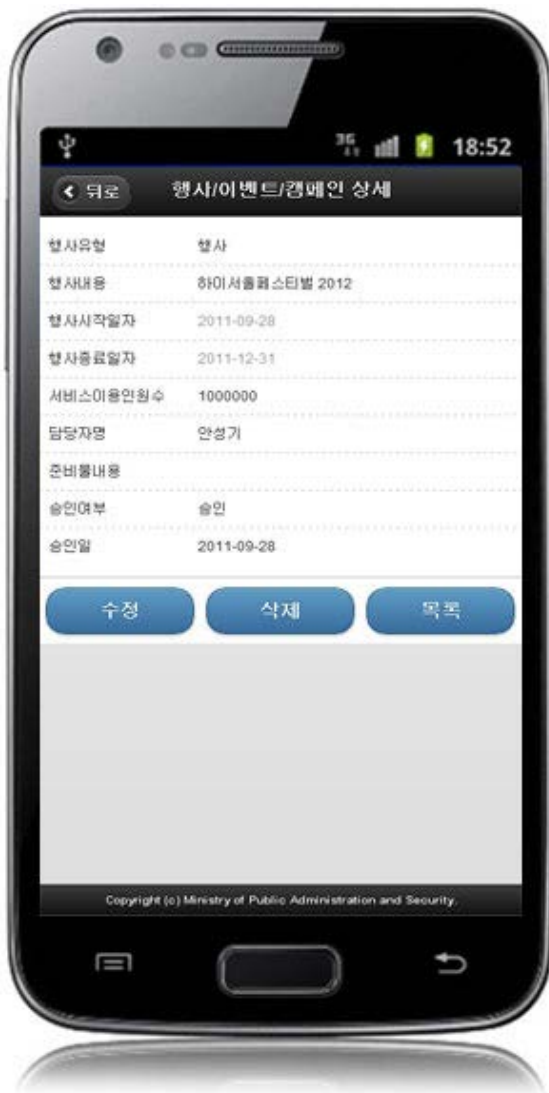 3G 18:52
뒤로 행사/이벤트/캠페인 상세
행사유형 행사
행사내용 하이서울페스티벌 2012
행사시작일자 2011-09-28
행사종료일자 2011-12-31
서비스이용인원수 1000000
담당자명 안성기
준비물내용
승인여부 승인
승인일 2011-09-28
수정 삭제 목록
Copyright (c) Ministry of Public Administration and Security.